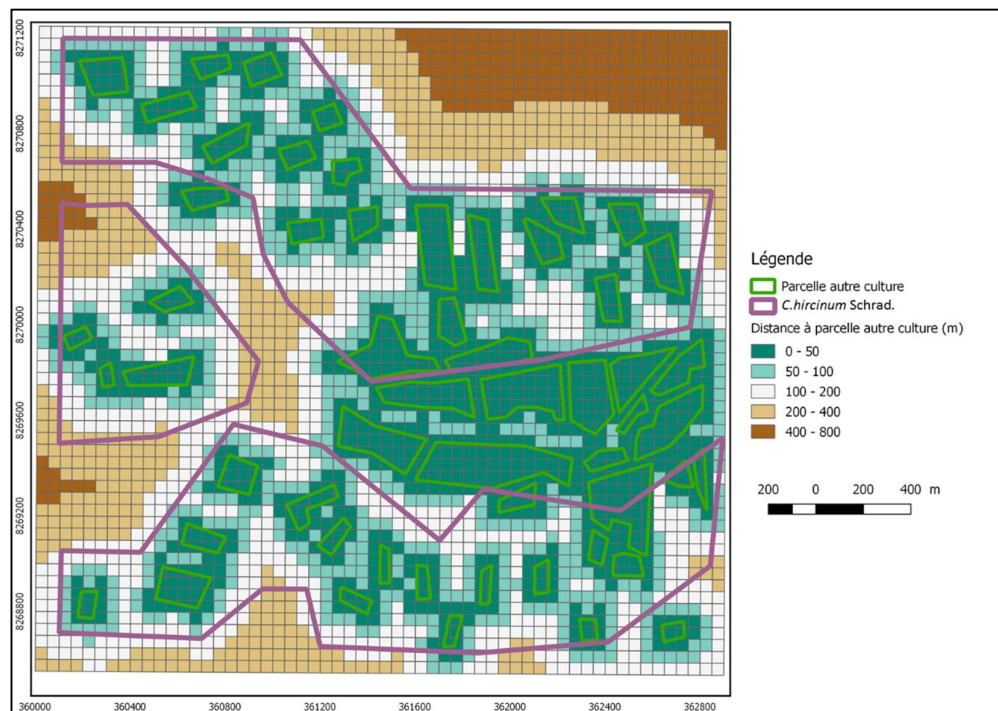 8271200
8270800
8270400
8270000
8269600
8269200
8268800
360000
360400
360800
361200
361600
362000
362400
362800
Légende
Parcelle autre culture
C.hircinum Schrad.
Distance à parcelle autre culture (m)
0 - 50
50 - 100
100 - 200
200 - 400
400 - 800
200 0 200 400 m